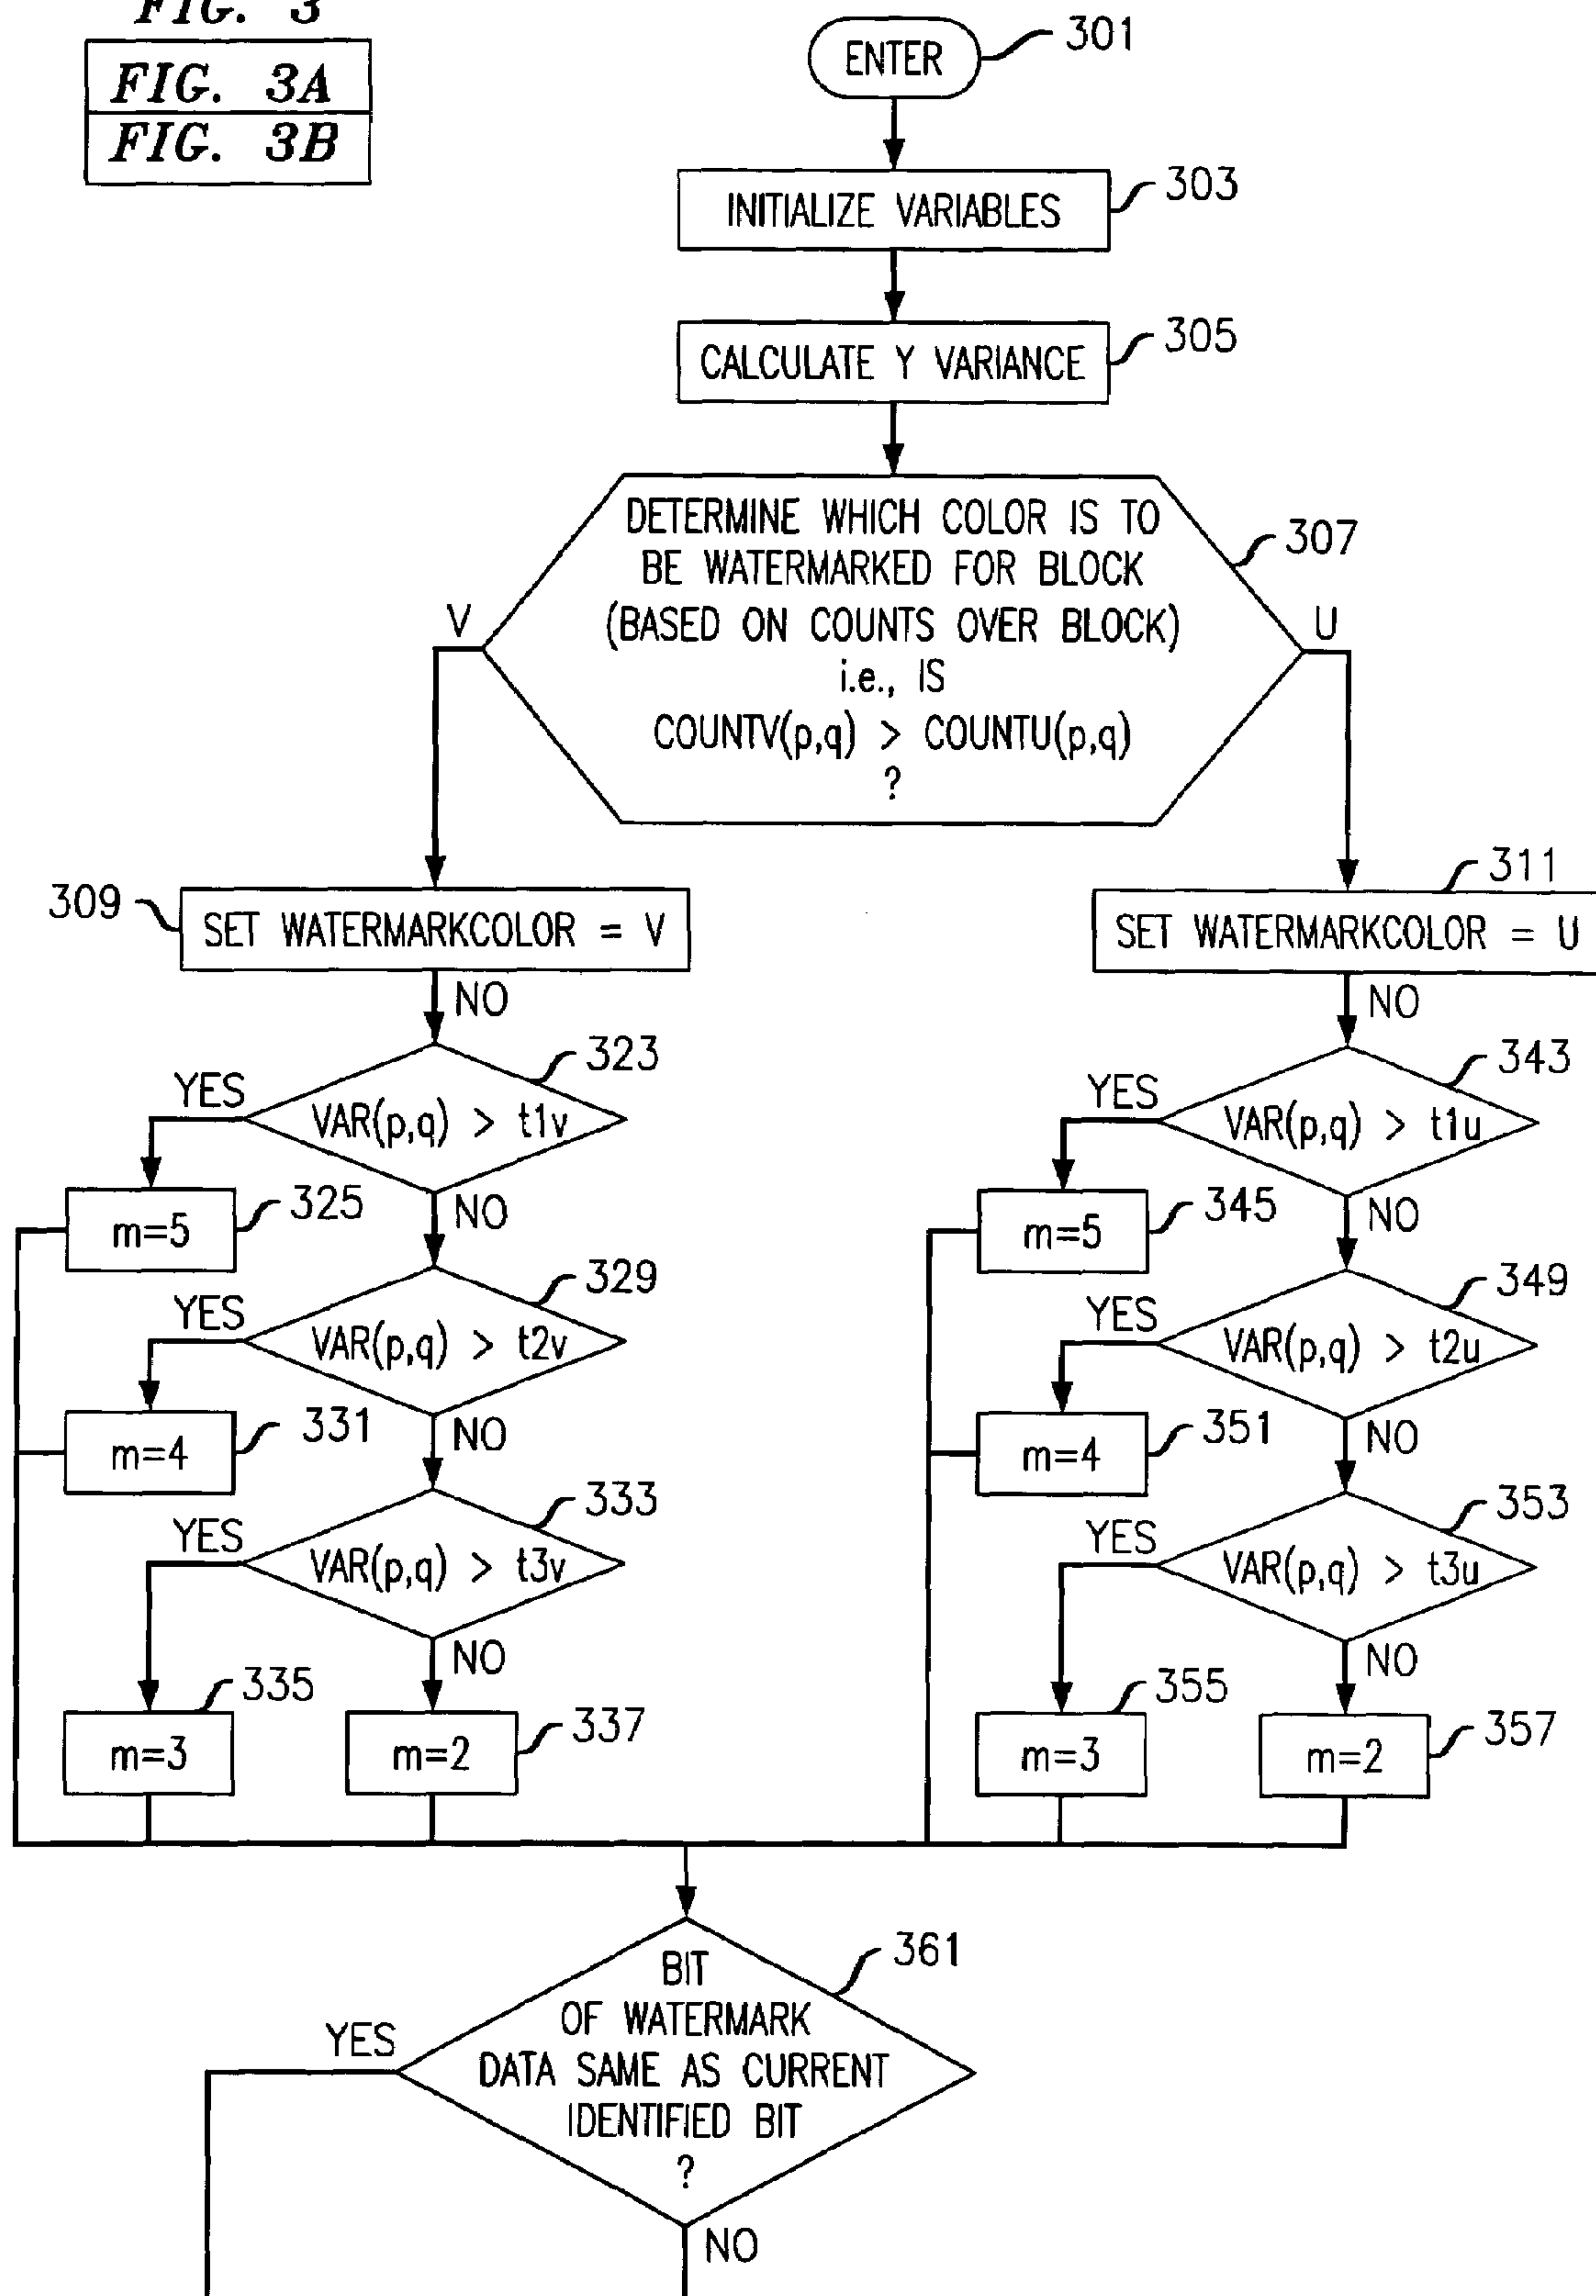 FIG. 3
FIG. 3A
FIG. 3B
ENTER
301
INITIALIZE VARIABLES
303
CALCULATE Y VARIANCE
305
DETERMINE WHICH COLOR IS TO
BE WATERMARKED FOR BLOCK
(BASED ON COUNTS OVER BLOCK)
i.e., IS
COUNTV(p,q) > COUNTU(p,q)
?
307
V
U
309
SET WATERMARKCOLOR = V
311
SET WATERMARKCOLOR = U
NO
NO
323
YES
VAR(p,q) > t1v
343
YES
VAR(p,q) > t1u
325
m=5
NO
345
m=5
NO
329
YES
VAR(p,q) > t2v
349
YES
VAR(p,q) > t2u
331
m=4
NO
351
m=4
NO
333
YES
VAR(p,q) > t3v
353
YES
VAR(p,q) > t3u
NO
NO
335
m=3
337
m=2
355
m=3
357
m=2
361
BIT
OF WATERMARK
DATA SAME AS CURRENT
IDENTIFIED BIT
?
YES
NO